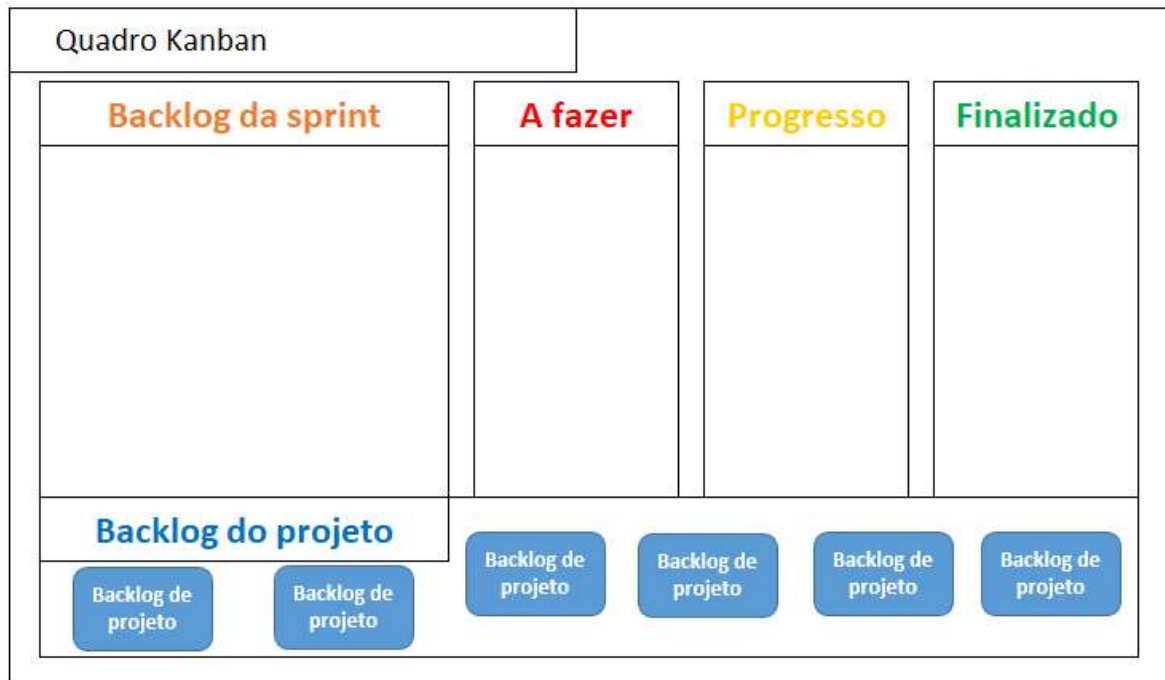 Quadro Kanban
Backlog da sprint
A fazer
Progresso
Finalizado
Backlog do projeto
Backlog de
projeto
Backlog de
projeto
Backlog de
projeto
Backlog de
projeto
Backlog de
projeto
Backlog de
projeto